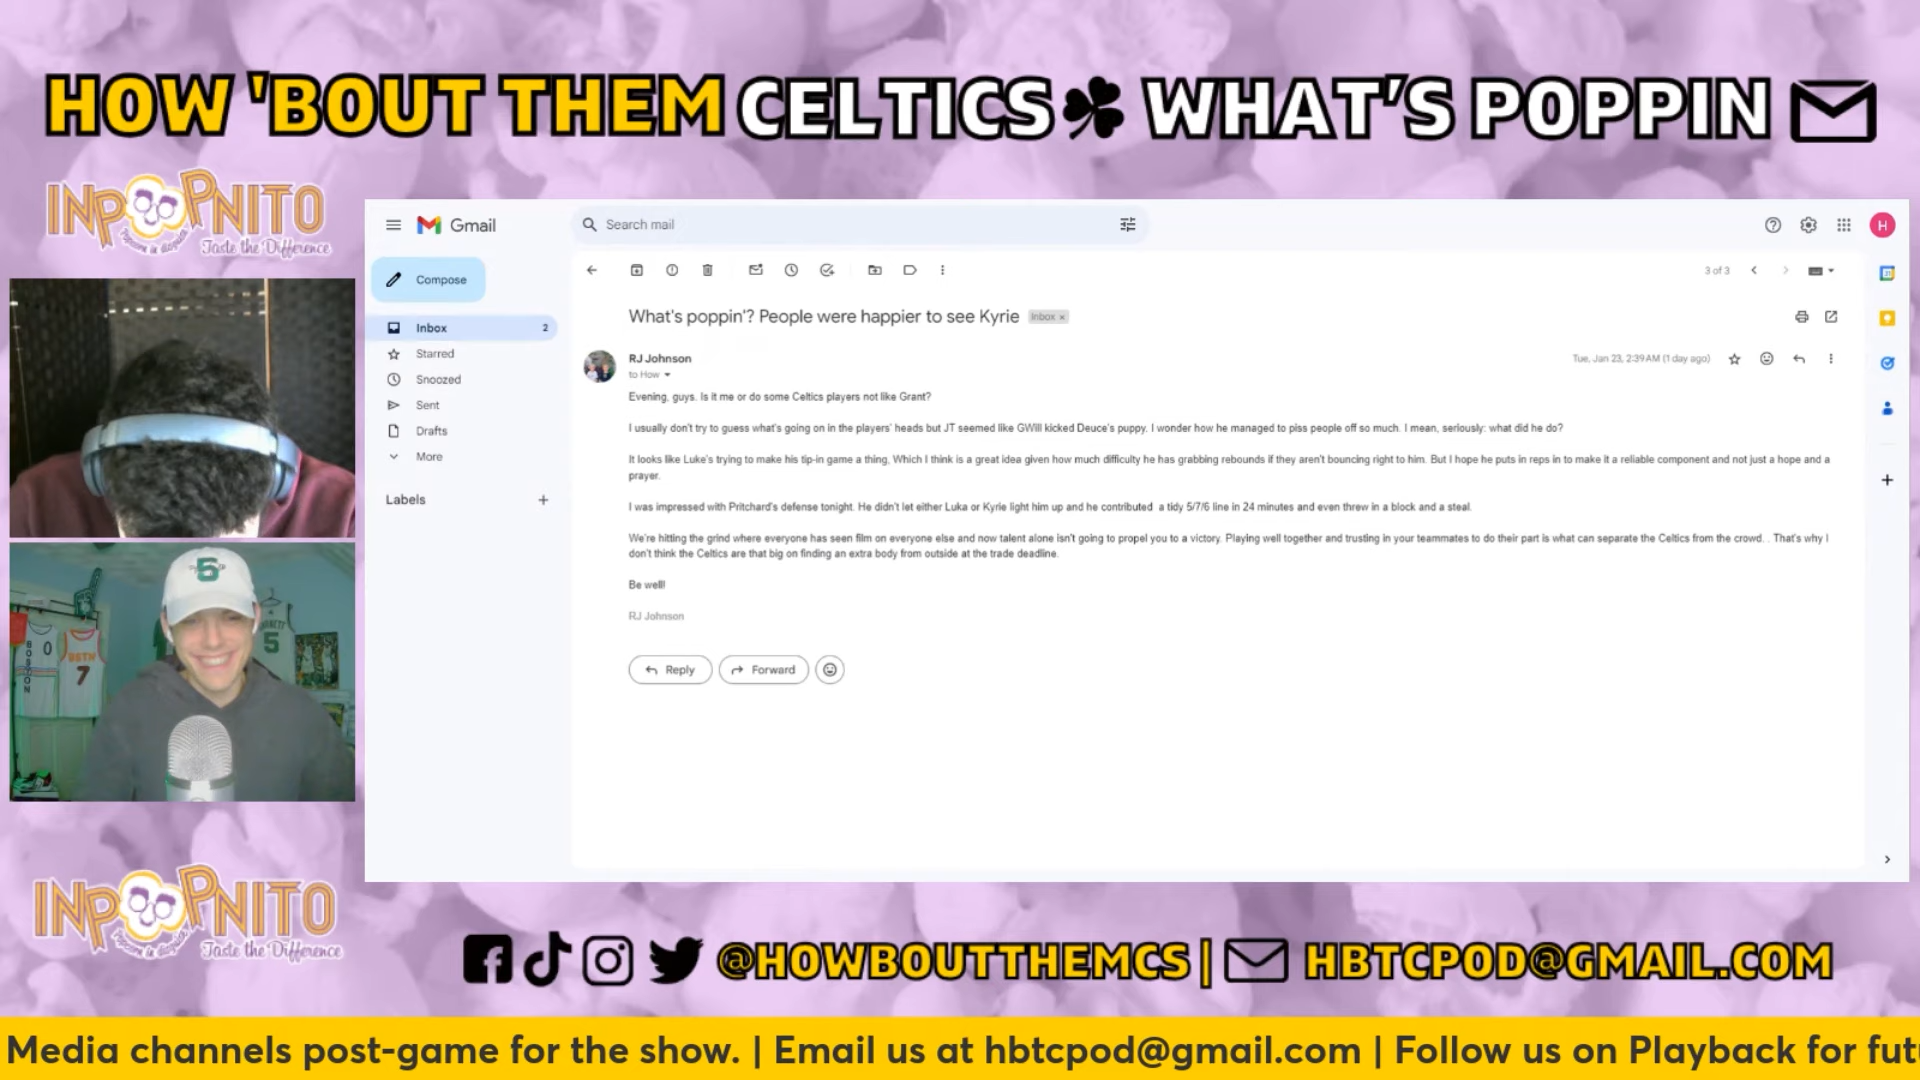 HOW 'BOUT THEM CELTICS WHAT'S POPPIN
INPOPNITO
Popcorn in disguise
Taste the Difference
Gmail
Search mail
H
Compose
3 of 3
Inbox 2
Starred
Snoozed
Sent
Drafts
More
Labels
What's poppin'? People were happier to see Kyrie Inbox x
RJ Johnson
to How
Tue, Jan 23, 2:39 AM (1 day ago)
Evening, guys. Is it me or do some Celtics players not like Grant?
I usually don't try to guess what's going on in the players' heads but JT seemed like GWill kicked Deuce's puppy. I wonder how he managed to piss people off so much. I mean, seriously: what did he do?
It looks like Luke's trying to make his tip-in game a thing, Which I think is a great idea given how much difficulty he has grabbing rebounds if they aren't bouncing right to him. But I hope he puts in reps in to make it a reliable component and not just a hope and a
prayer.
I was impressed with Pritchard's defense tonight. He didn't let either Luka or Kyrie light him up and he contributed a tidy 5/7/6 line in 24 minutes and even threw in a block and a steal.
We're hitting the grind where everyone has seen film on everyone else and now talent alone isn't going to propel you to a victory. Playing well together and trusting in your teammates to do their part is what can separate the Celtics from the crowd. . That's why I
don't think the Celtics are that big on finding an extra body from outside at the trade deadline.
Be well!
RJ Johnson
Reply
Forward
5
BOSTON
0
7
5
INPOPNITO
Taste the Difference
@HOWBOUTTHEMCS | HBTCPOD@GMAIL.COM
Media channels post-game for the show. | Email us at hbtcpod@gmail.com | Follow us on Playback for futu